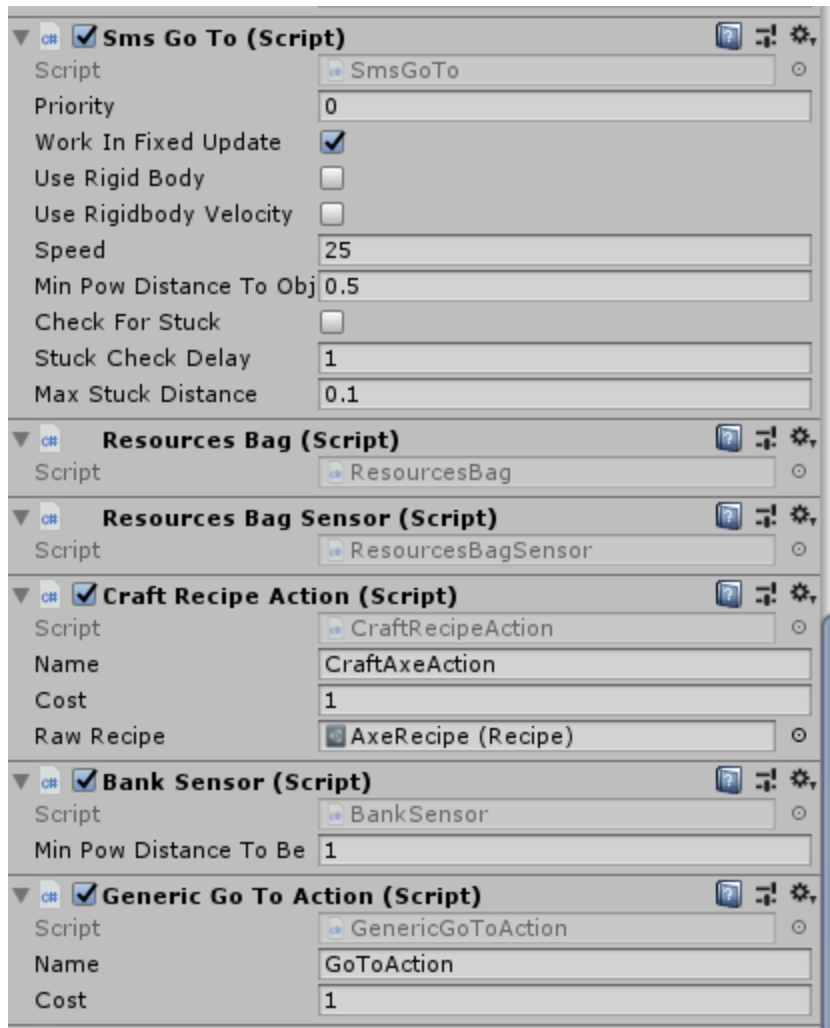 Sms Go To (Script)
Script SmsGoTo
Priority 0
Work In Fixed Update
Use Rigid Body
Use Rigidbody Velocity
Speed 25
Min Pow Distance To Obj 0.5
Check For Stuck
Stuck Check Delay 1
Max Stuck Distance 0.1
c# Resources Bag (Script)
Script ResourcesBag
c# Resources Bag Sensor (Script)
Script ResourcesBagSensor
c# Craft Recipe Action (Script)
Script CraftRecipeAction
Name CraftAxeAction
Cost 1
Raw Recipe AxeRecipe (Recipe)
c# Bank Sensor (Script)
Script BankSensor
Min Pow Distance To Be 1
c# Generic Go To Action (Script)
Script GenericGoToAction
Name GoToAction
Cost 1